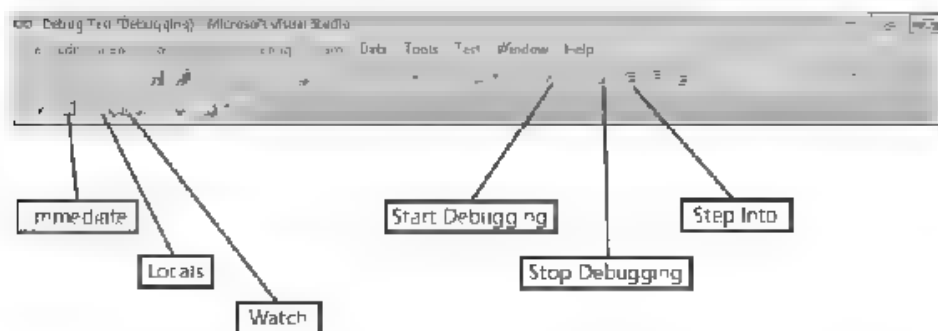 Debug Test (Debugging) - Microsoft Visual Studio
Data Tools Test Window Help
Immediate
Start Debugging
Step Into
Locals
Stop Debugging
Watch